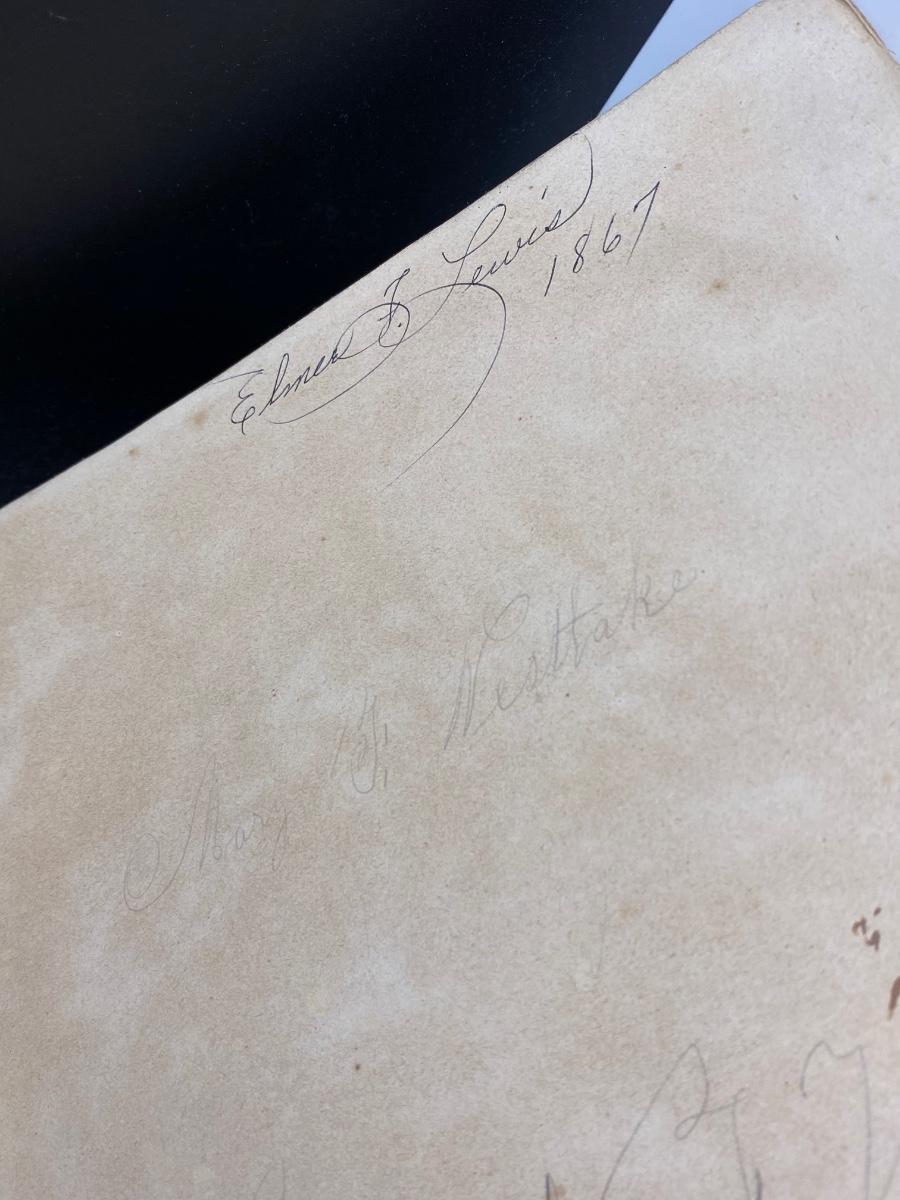 Elmer F. Lewis
1867
Mary F. Westlake